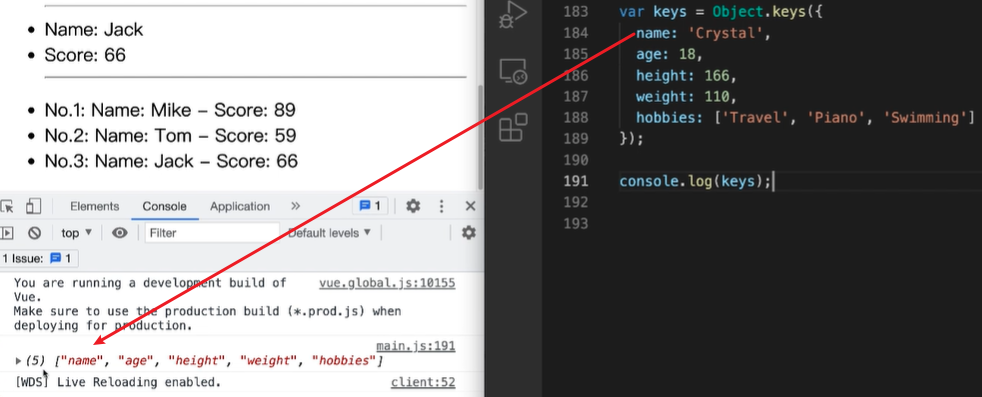 Name: Jack
Score: 66
No.1: Name: Mike – Score: 89
No.2: Name: Tom – Score: 59
No.3: Name: Jack – Score: 66
Elements Console Application » 1
top Filter Default levels
1 Issue: 1
You are running a development build of vue.global.js:10155
Vue.
Make sure to use the production build (*.prod.js) when
deploying for production.
main.js:191
(5) ["name", "age", "height", "weight", "hobbies"]
[WDS] Live Reloading enabled. client:52
183 var keys = Object.keys({
184 name: 'Crystal',
185 age: 18,
186 height: 166,
187 weight: 110,
188 hobbies: ['Travel', 'Piano', 'Swimming']
189 });
190
191 console.log(keys);
192
193